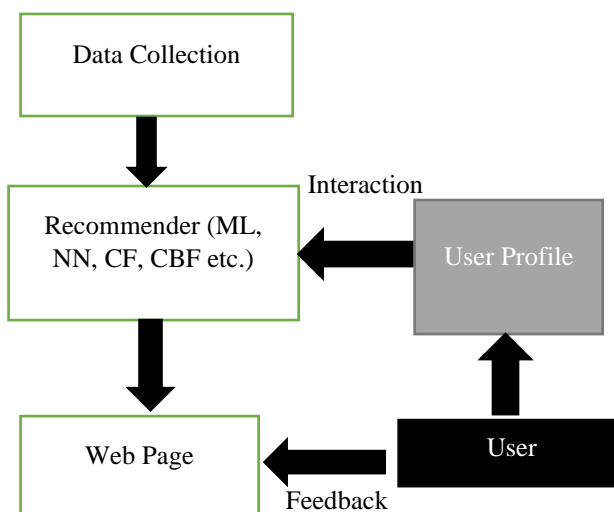 Data Collection
Interaction
Recommender (ML,
NN, CF, CBF etc.)
User Profile
Web Page
User
Feedback